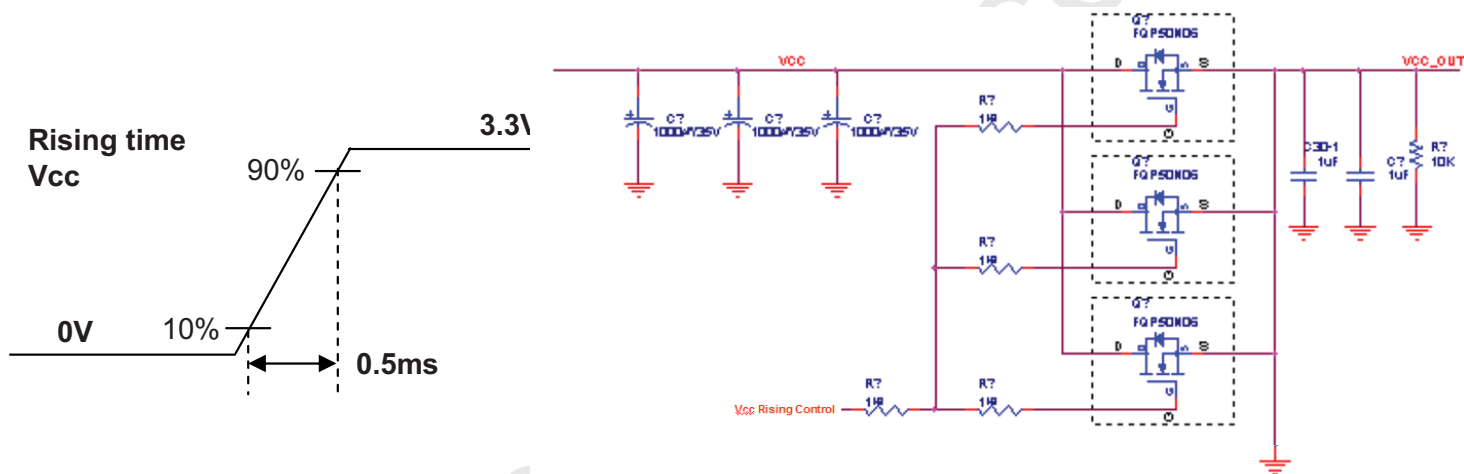 Rising time
Vcc
0V
10%
90%
3.3V
0.5ms
VCC
C?
1000uF/35V
C?
1000uF/35V
C?
1000uF/35V
Q?
FQP50N06
D
S
G
R?
1K
Q?
FQP50N06
D
S
G
R?
1K
Q?
FQP50N06
D
S
G
R?
1K
R?
1K
Vcc Rising Control
VCC_OUT
C30-1
1uF
C?
1uF
R?
10K